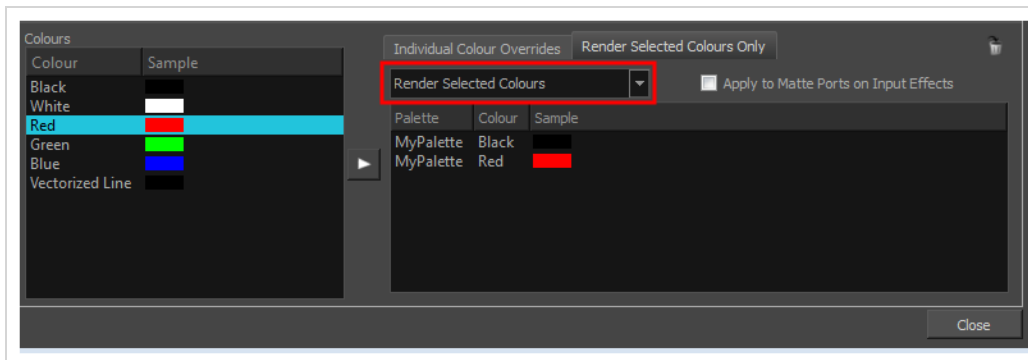 Colours
Colour Sample
Black
White
Red
Green
Blue
Vectorized Line
Individual Colour Overrides Render Selected Colours Only
Render Selected Colours Apply to Matte Ports on Input Effects
Palette Colour Sample
MyPalette Black
MyPalette Red
Close